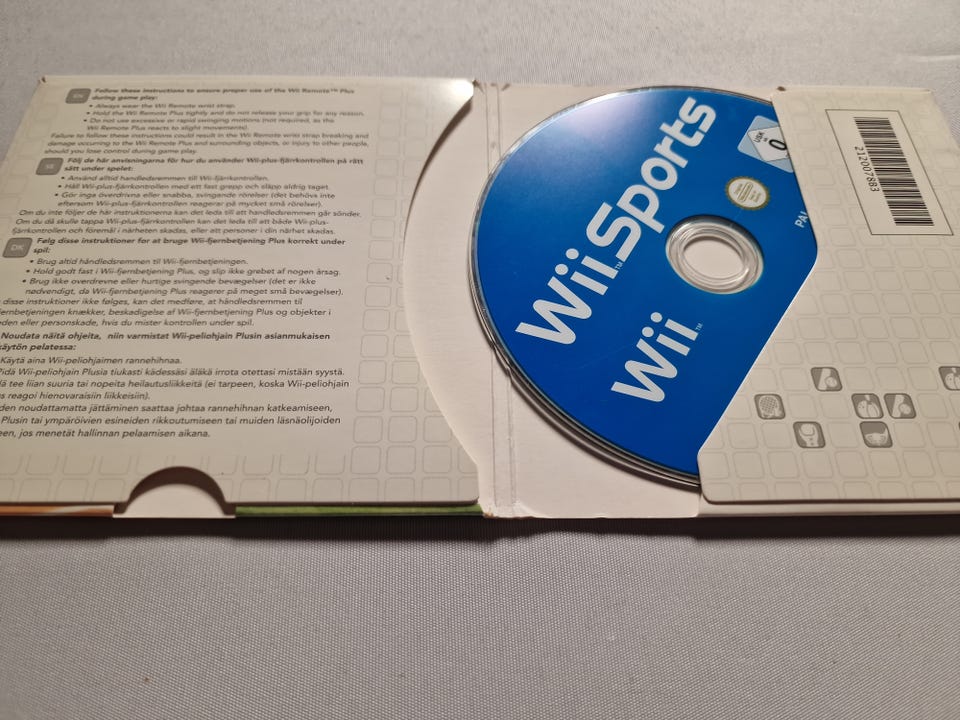 EN
Follow these instructions to ensure proper use of the Wii Remote™ Plus
during game play:
• Always wear the Wii Remote wrist strap.
• Hold the Wii Remote Plus tightly and do not release your grip for any reason.
• Do not use excessive or rapid swinging motions (not required, as the
Wii Remote Plus reacts to slight movements).
Failure to follow these instructions could result in the Wii Remote wrist strap breaking and
damage occurring to the Wii Remote Plus and surrounding objects, or injury to other people,
should you lose control during game play.
SE
Följ de här anvisningarna för hur du använder Wii-plus-fjärrkontrollen på rätt
sätt under spelet:
• Använd alltid handledsremmen till Wii-fjärrkontrollen.
• Håll Wii-plus-fjärrkontrollen med ett fast grepp och släpp aldrig taget.
• Gör inga överdrivna eller snabba, svingande rörelser (det behövs inte
eftersom Wii-plus-fjärrkontrollen reagerar på mycket små rörelser).
Om du inte följer de här instruktionerna kan det leda till att handledsremmen går sönder.
Om du då skulle tappa Wii-plus-fjärrkontrollen kan det leda till att både Wii-plus-
fjärrkontrollen och föremål i närheten skadas, eller att personer i din närhet skadas.
DK
Følg disse instruktioner for at bruge Wii-fjernbetjening Plus korrekt under
spil:
• Brug altid håndledsremmen til Wii-fjernbetjeningen.
• Hold godt fast i Wii-fjernbetjening Plus, og slip ikke grebet af nogen årsag.
• Brug ikke overdrevne eller hurtige svingende bevægelser (det er ikke
nødvendigt, da Wii-fjernbetjening Plus reagerer på meget små bevægelser).
disse instruktioner ikke følges, kan det medføre, at håndledsremmen til
fjernbetjeningen knækker, beskadigelse af Wii-fjernbetjening Plus og objekter i
eden eller personskade, hvis du mister kontrollen under spil.
Noudata näitä ohjeita, niin varmistat Wii-peliohjain Plusin asianmukaisen
käytön pelatessa:
Käytä aina Wii-peliohjaimen rannehihnaa.
Pidä Wii-peliohjain Plusia tiukasti kädessäsi äläkä irrota otettasi mistään syystä.
lä tee liian suuria tai nopeita heilautusliikkeitä (ei tarpeen, koska Wii-peliohjain
s reagoi hienovaraisiin liikkeisiin).
den noudattamatta jättäminen saattaa johtaa rannehihnan katkeamiseen,
Plusin tai ympäröivien esineiden rikkoutumiseen tai muiden läsnäolijoiden
een, jos menetät hallinnan pelaamisen aikana.
Wii Sports
™
Wii
™
USK
0
PAL
212007883